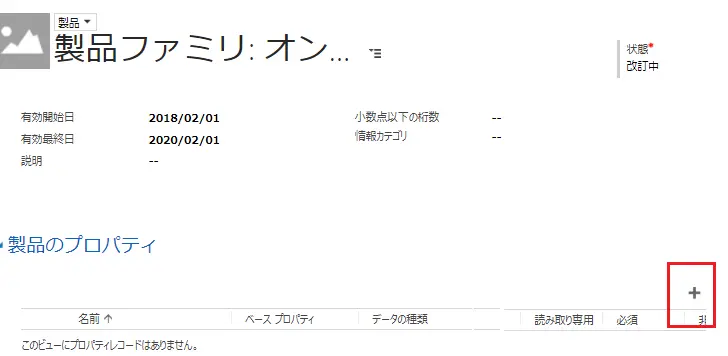 製品
製品ファミリ: オン...
状態*
改訂中
有効開始日 2018/02/01 小数点以下の桁数 --
有効最終日 2020/02/01 情報カテゴリ --
説明 --
製品のプロパティ
+
名前 ↑ ベース プロパティ データの種類 読み取り専用 必須
このビューにプロパティ レコードはありません。